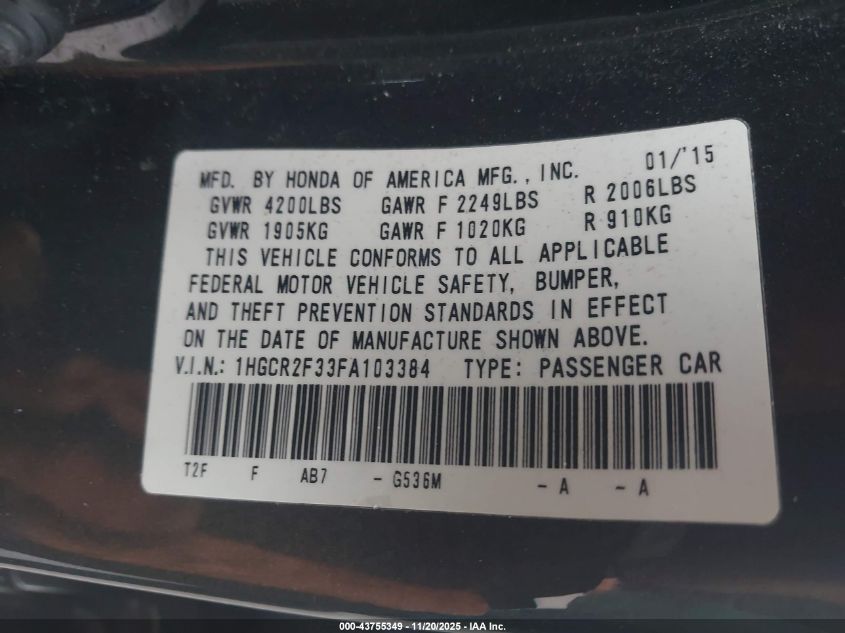 MFD. BY HONDA OF AMERICA MFG., INC. 01/'15
GVWR 4200LBS GAWR F 2249LBS R 2006LBS
GVWR 1905KG GAWR F 1020KG R 910KG
THIS VEHICLE CONFORMS TO ALL APPLICABLE
FEDERAL MOTOR VEHICLE SAFETY, BUMPER,
AND THEFT PREVENTION STANDARDS IN EFFECT
ON THE DATE OF MANUFACTURE SHOWN ABOVE.
V.I.N.: 1HGCR2F33FA103384 TYPE: PASSENGER CAR
T2F F AB7 - G536M - A - A
000-43755349 | 11/20/2025 - IAA Inc.